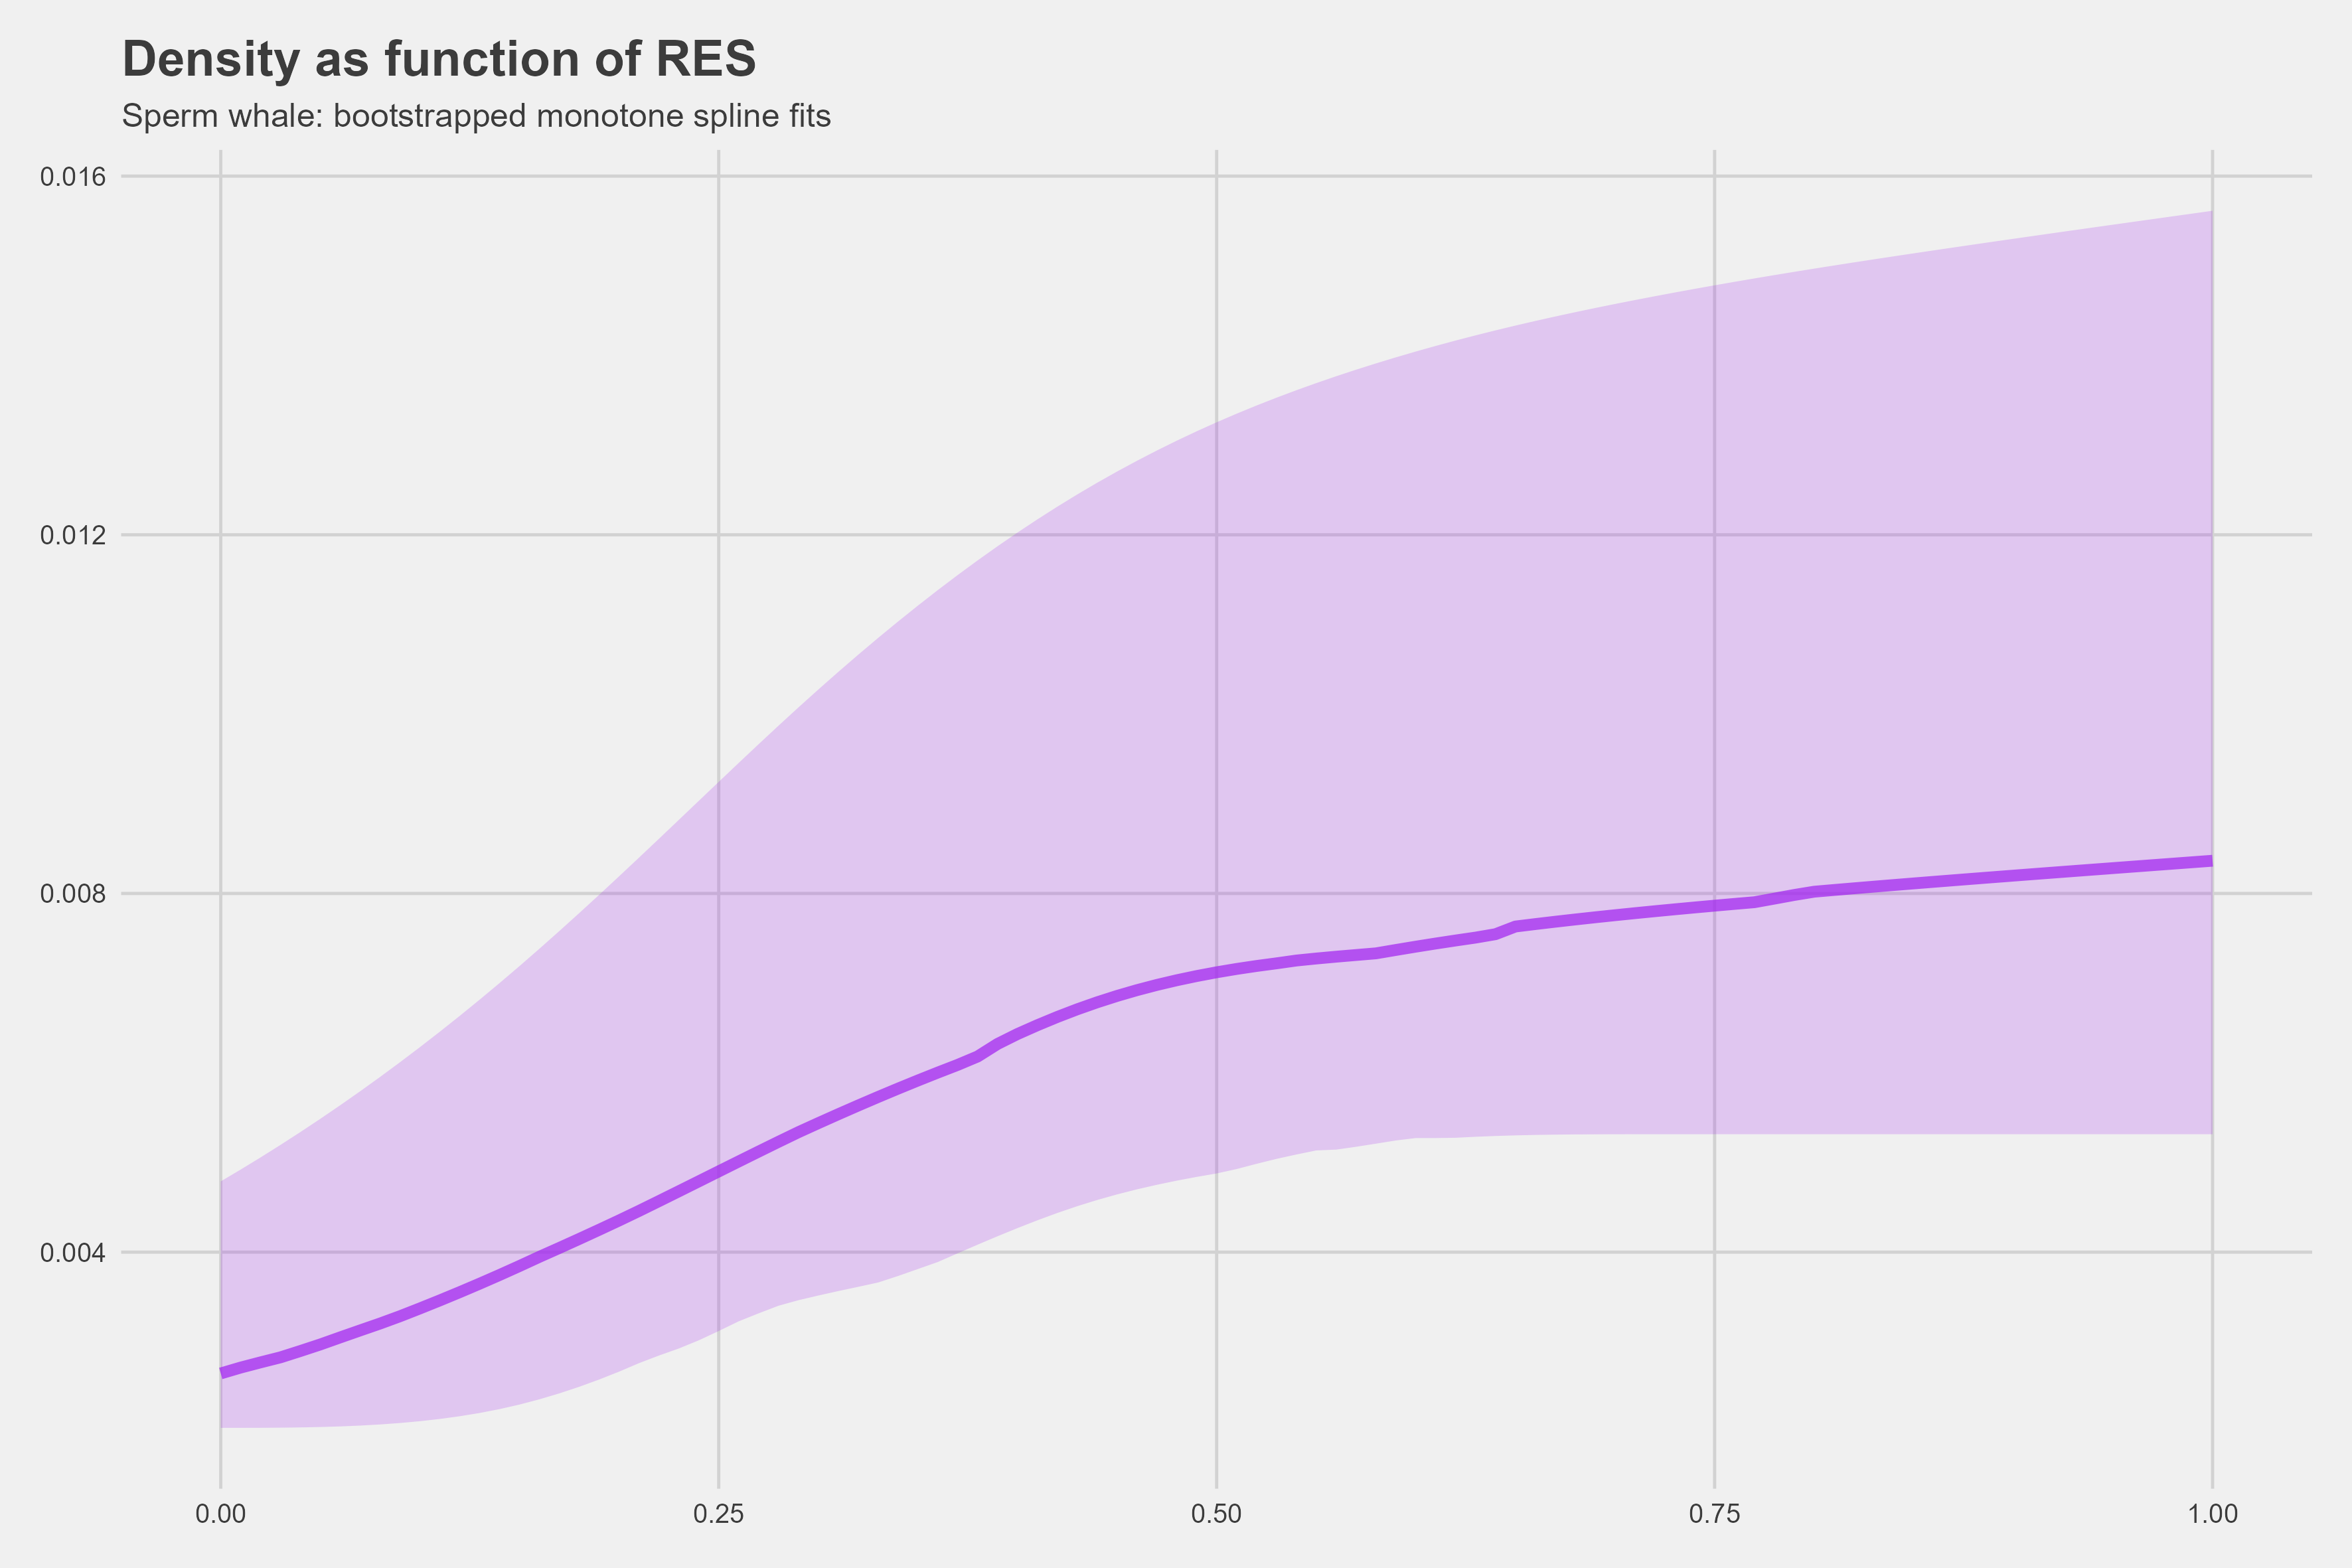 Density as function of RES
Sperm whale: bootstrapped monotone spline fits
0.016
0.012
0.008
0.004
0.00 0.25 0.50 0.75 1.00